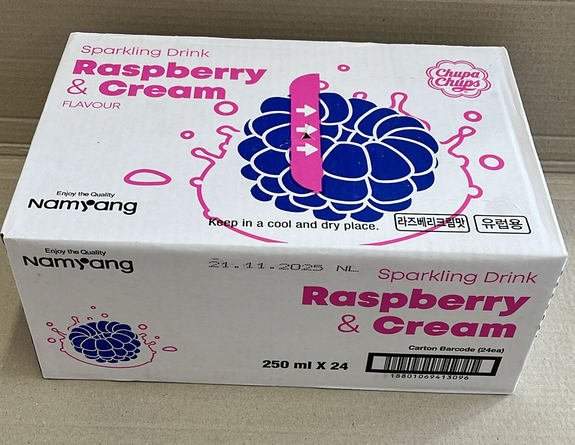 Sparkling Drink
Raspberry
& Cream
FLAVOUR
Chupa
Chups
Enjoy the Quality
Namyang
Keep in a cool and dry place.
라즈베리크림맛
유럽용
Enjoy the Quality
Namyang
21.11.2025 NL
Sparkling Drink
Raspberry
& Cream
250 ml X 24
Carton Barcode (24ea)
18801069413096